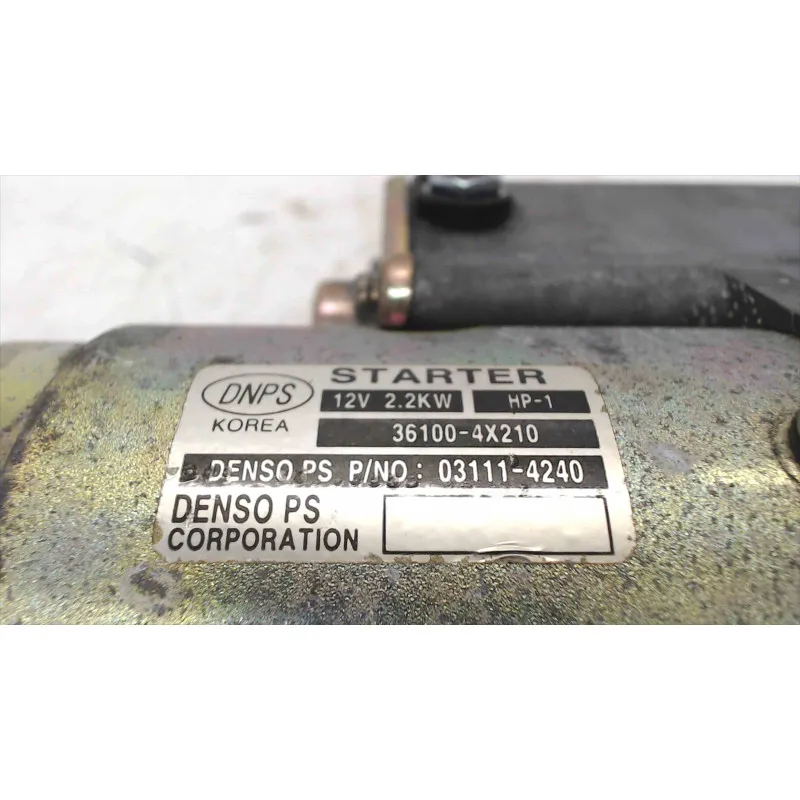 STARTER
DNPS
12V 2.2KW HP-1
KOREA
36100-4X210
DENSO PS P/NO: 03111-4240
DENSO PS
CORPORATION